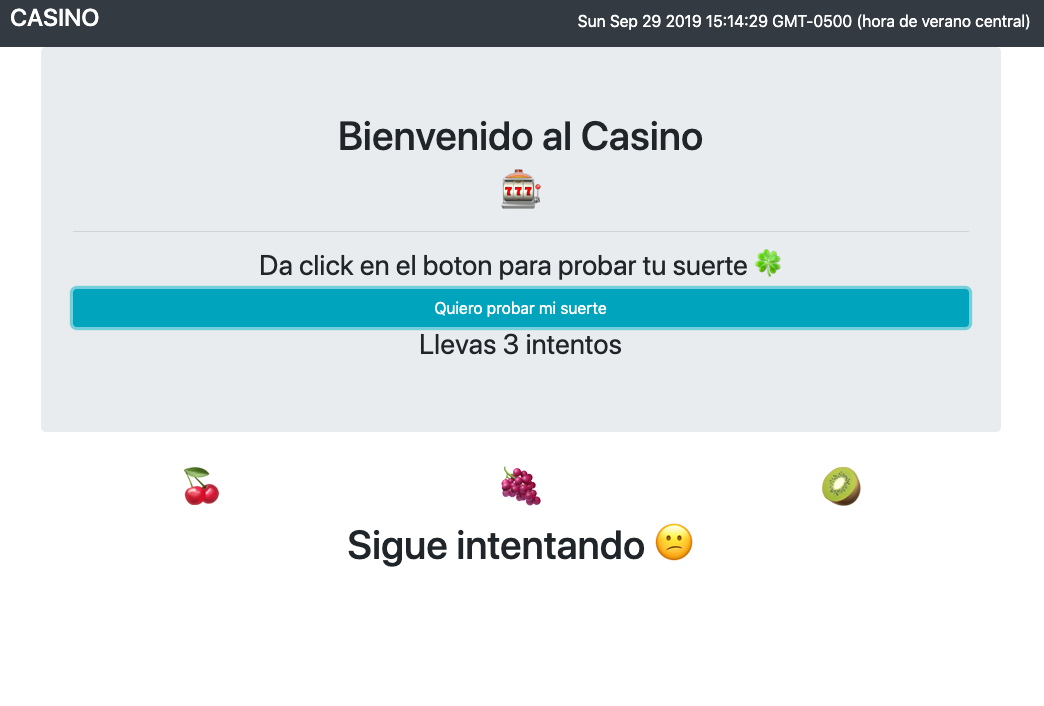 CASINO
Sun Sep 29 2019 15:14:29 GMT-0500 (hora de verano central)
Bienvenido al Casino
777
Da click en el boton para probar tu suerte 🍀
Quiero probar mi suerte
Llevas 3 intentos
Sigue intentando 😕